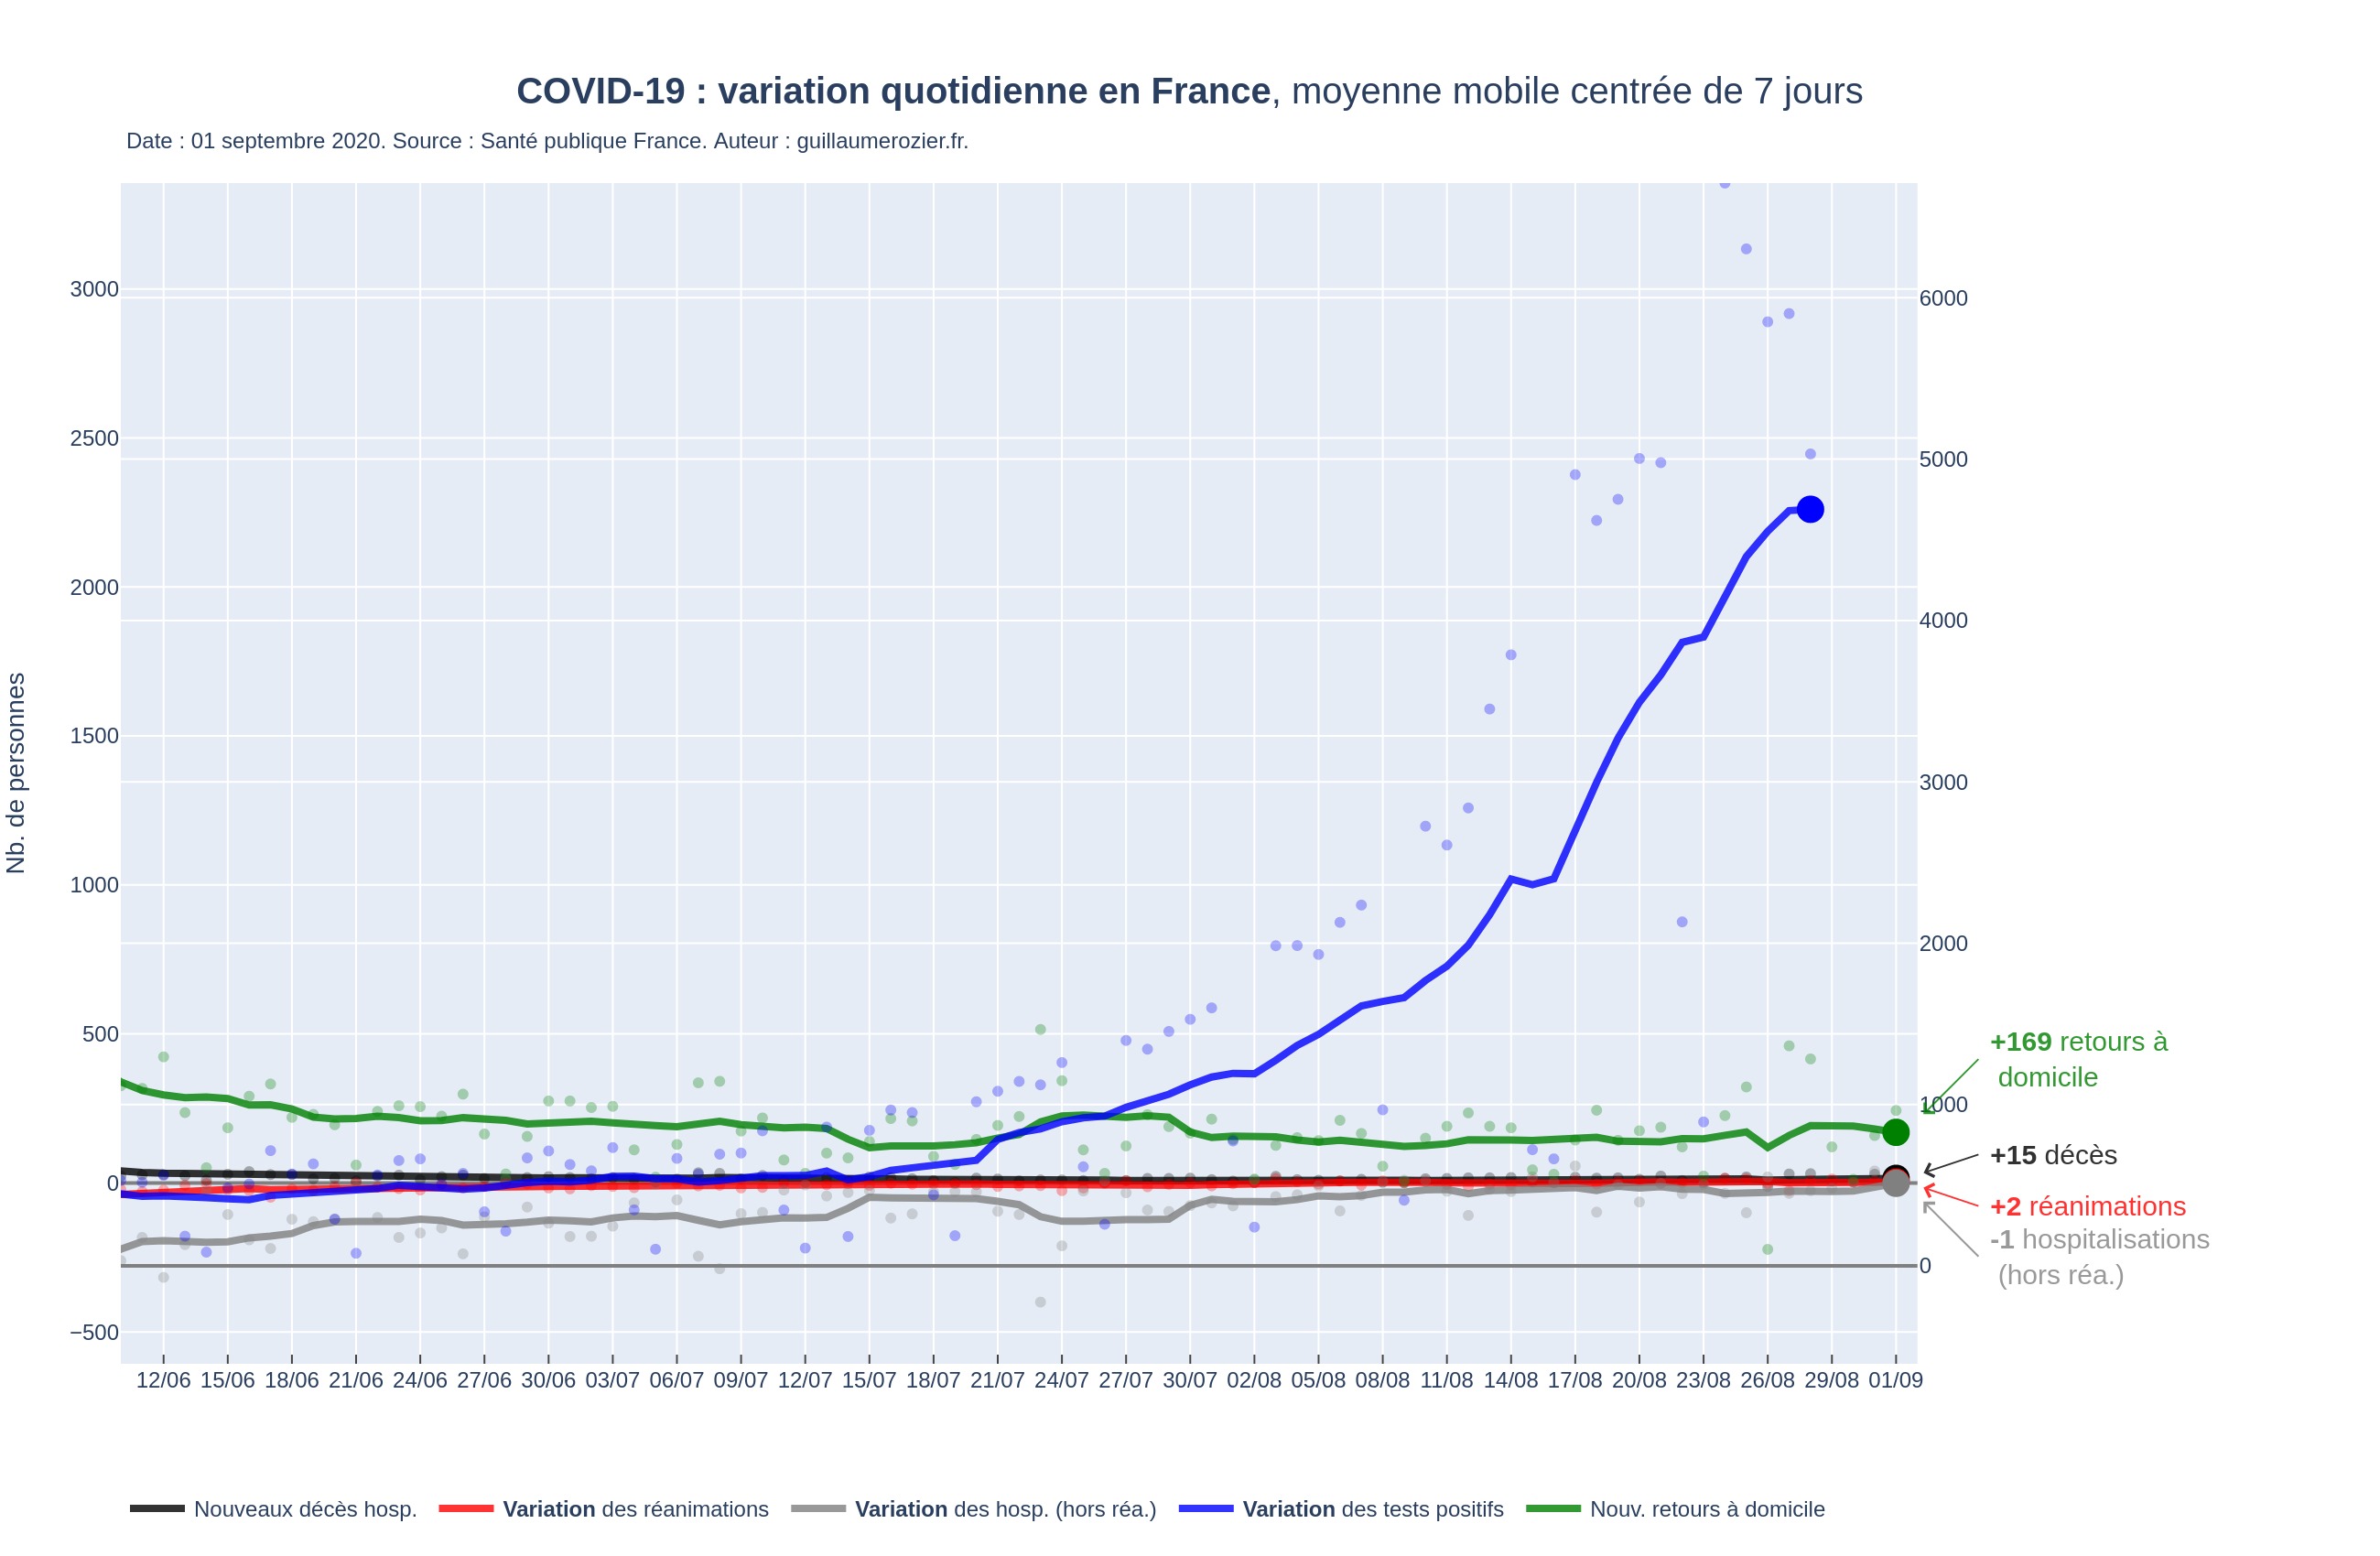 COVID-19 : variation quotidienne en France, moyenne mobile centrée de 7 jours
Date : 01 septembre 2020. Source : Santé publique France. Auteur : guillaumerozier.fr.
Nb. de personnes
3000
2500
2000
1500
1000
500
0
−500
6000
5000
4000
3000
2000
1000
0
+169 retours à
domicile
+15 décès
+2 réanimations
-1 hospitalisations
(hors réa.)
12/06 15/06 18/06 21/06 24/06 27/06 30/06 03/07 06/07 09/07 12/07 15/07 18/07 21/07 24/07 27/07 30/07 02/08 05/08 08/08 11/08 14/08 17/08 20/08 23/08 26/08 29/08 01/09
Nouveaux décès hosp. Variation des réanimations Variation des hosp. (hors réa.) Variation des tests positifs Nouv. retours à domicile